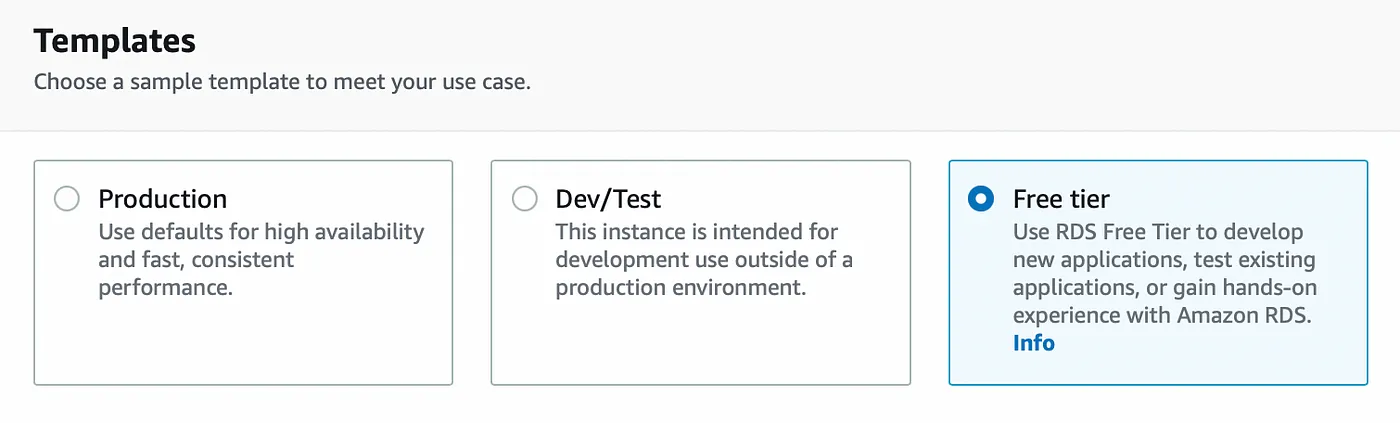 Templates
Choose a sample template to meet your use case.
Production
Use defaults for high availability
and fast, consistent
performance.
Dev/Test
This instance is intended for
development use outside of a
production environment.
Free tier
Use RDS Free Tier to develop
new applications, test existing
applications, or gain hands-on
experience with Amazon RDS.
Info